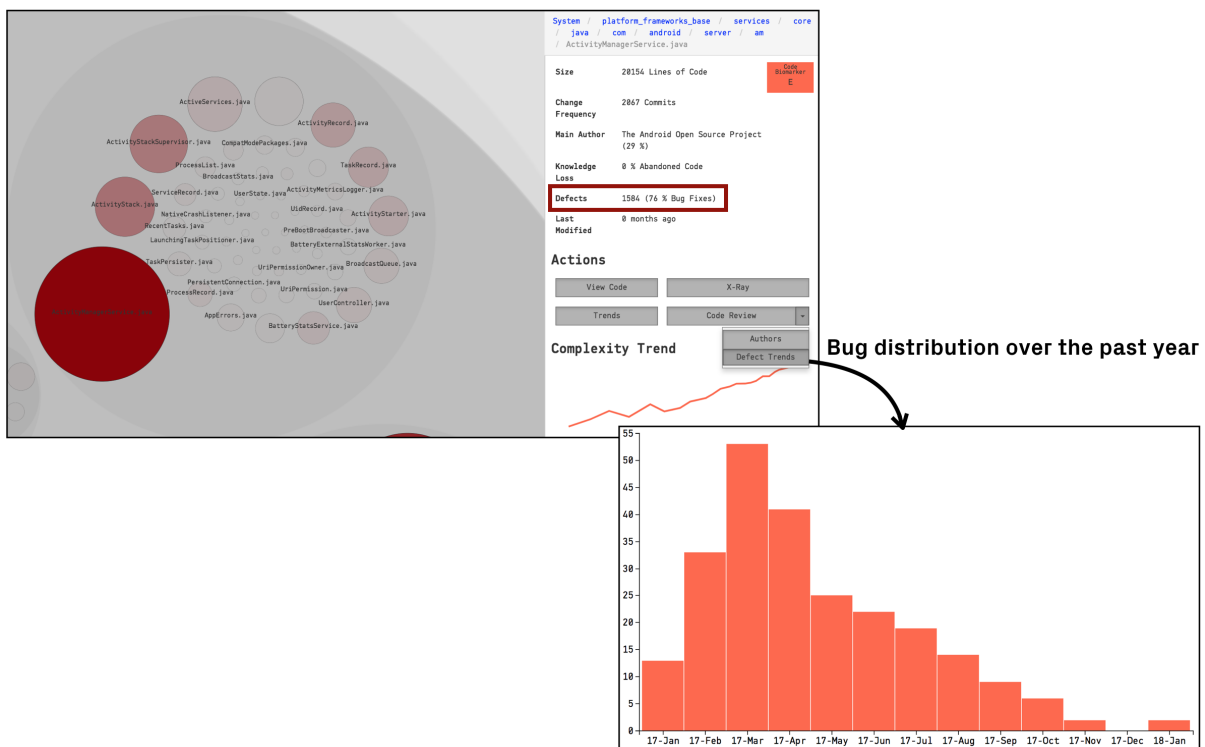 System / platform_frameworks_base / services / core
/ java / com / android / server / am
/ ActivityManagerService.java
Size 20154 Lines of Code
Code
Biomarker
E
Change
Frequency
2067 Commits
Main Author The Android Open Source Project
(29 %)
Knowledge
Loss
0 % Abandoned Code
Defects 1584 (76 % Bug Fixes)
Last
Modified
0 months ago
Actions
View Code X-Ray
Trends Code Review
Authors
Defect Trends
Complexity Trend
ActiveServices.java
ActivityRecord.java
ActivityStackSupervisor.java
CompatModePackages.java
ProcessList.java
TaskRecord.java
BroadcastStats.java
ServiceRecord.java
UserState.java
ActivityMetricsLogger.java
ActivityStack.java
NativeCrashListener.java
UidRecord.java
ActivityStarter.java
RecentTasks.java
PreBootBroadcaster.java
LaunchingTaskPositioner.java
BatteryExternalStatsWorker.java
TaskPersister.java
UriPermissionOwner.java
BroadcastQueue.java
PersistentConnection.java
ProcessRecord.java
UriPermission.java
UserController.java
AppErrors.java
BatteryStatsService.java
Bug distribution over the past year
55
50
45
40
35
30
25
20
15
10
5
0
17-Jan 17-Feb 17-Mar 17-Apr 17-May 17-Jun 17-Jul 17-Aug 17-Sep 17-Oct 17-Nov 17-Dec 18-Jan